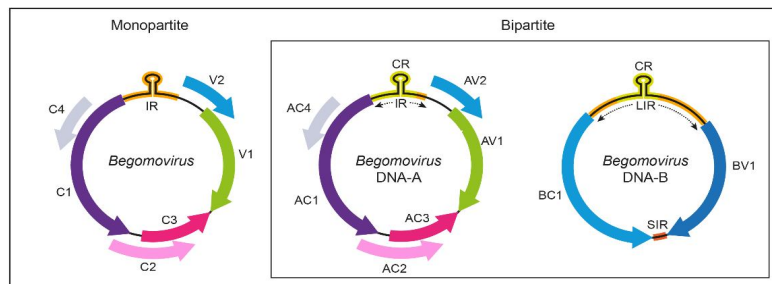 Monopartite
Bipartite
V2
IR
C4
V1
Begomovirus
C1
C3
C2
CR
AV2
IR
AC4
AV1
Begomovirus
DNA-A
AC1
AC3
AC2
CR
LIR
Begomovirus
DNA-B
BV1
BC1
SIR